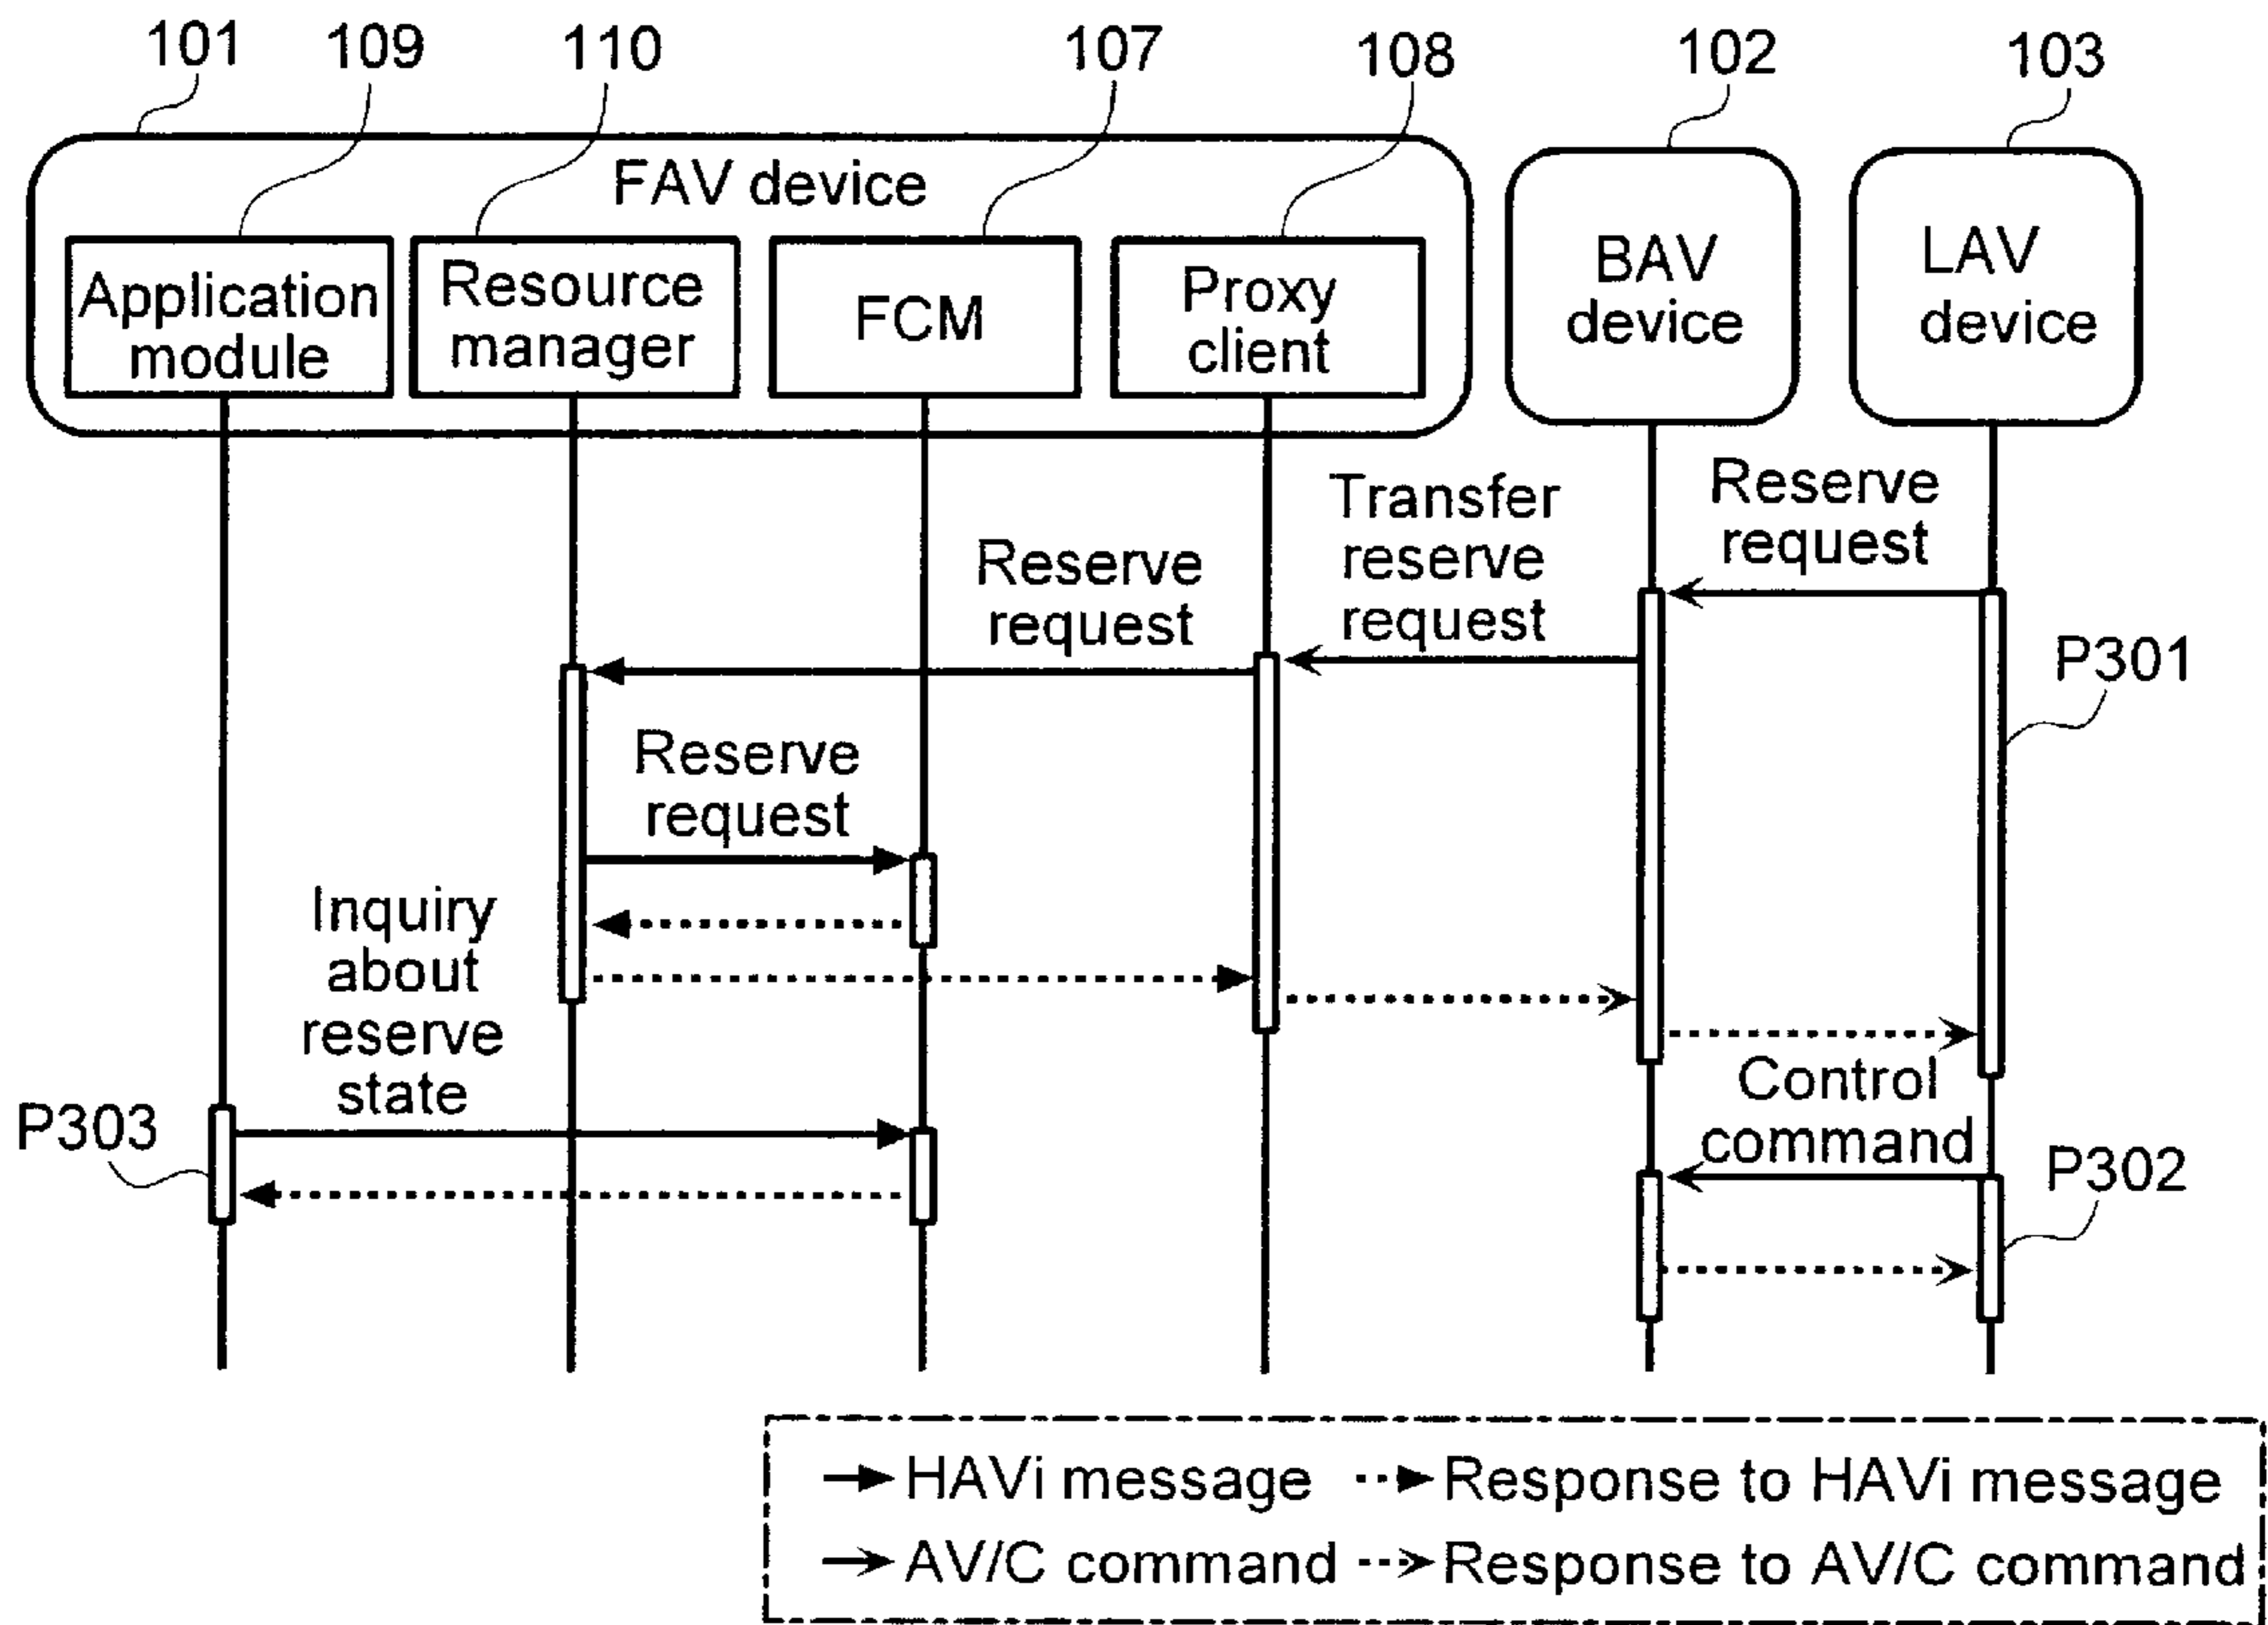 101
109
110
107
108
102
103
FAV device
Application
module
Resource
manager
FCM
Proxy
client
BAV
device
LAV
device
Reserve
request
Transfer
reserve
request
Reserve
request
P301
Reserve
request
Inquiry
about
reserve
state
Control
command
P303
P302
HAVi message
Response to HAVi message
AV/C command
Response to AV/C command